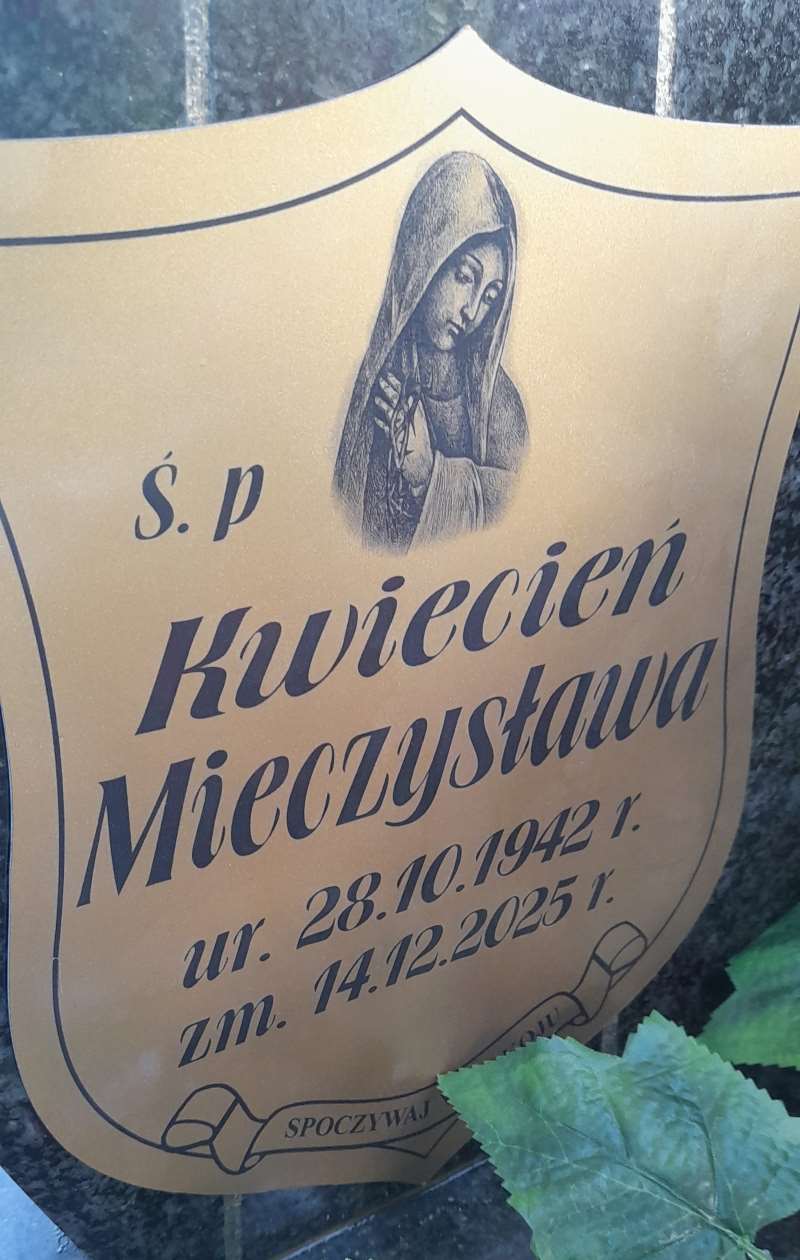 Ś. p
Kwiecień
Mieczysława
ur. 28.10.1942 r.
zm. 14.12.2025 r.
SPOCZYWAJ